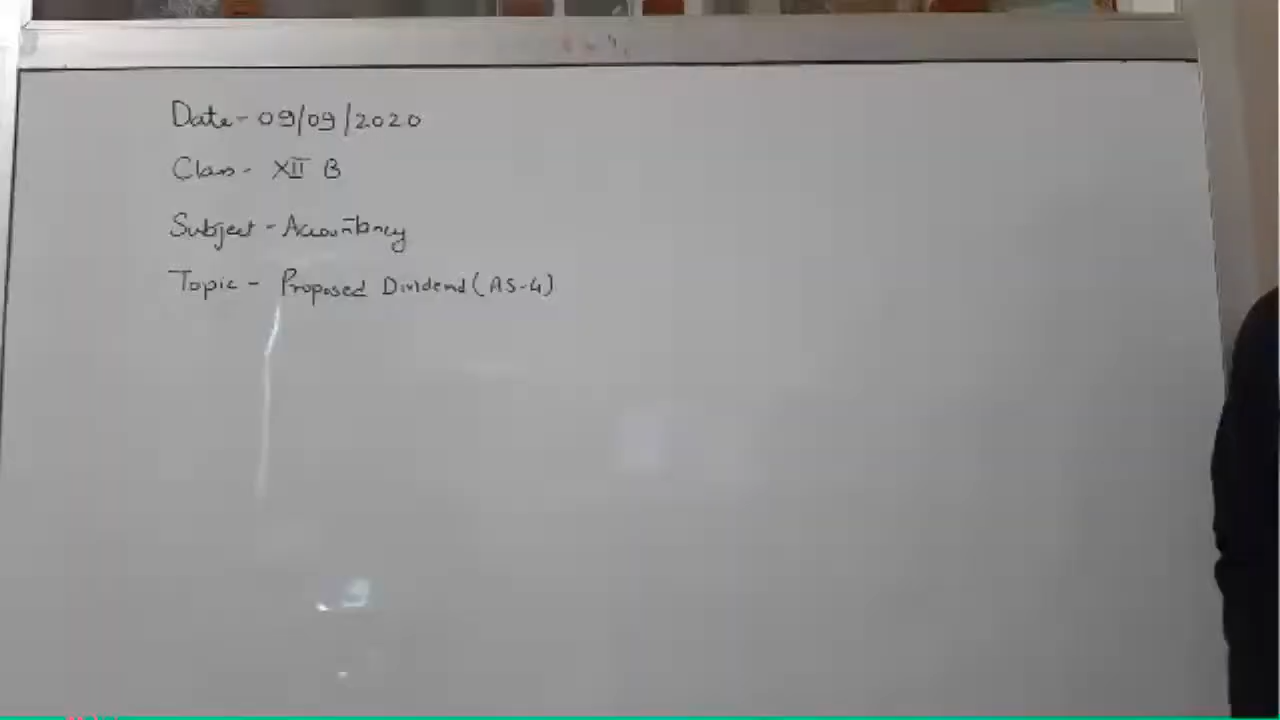 Date- 09/09/2020
Class- XII B
Subject - Accountancy
Topic - Proposed Dividend (AS-4)